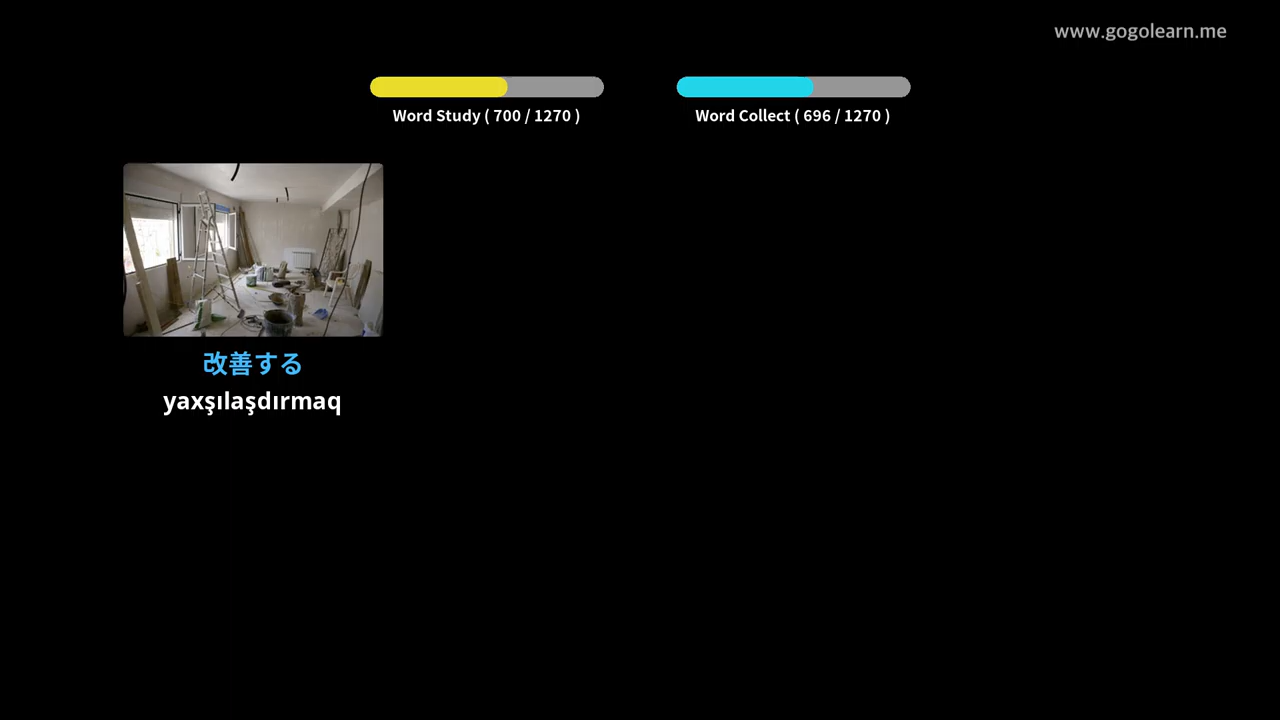 www.gogolearn.me
Word Study ( 700 / 1270 )
Word Collect ( 696 / 1270 )
改善する
yaxşılaşdırmaq